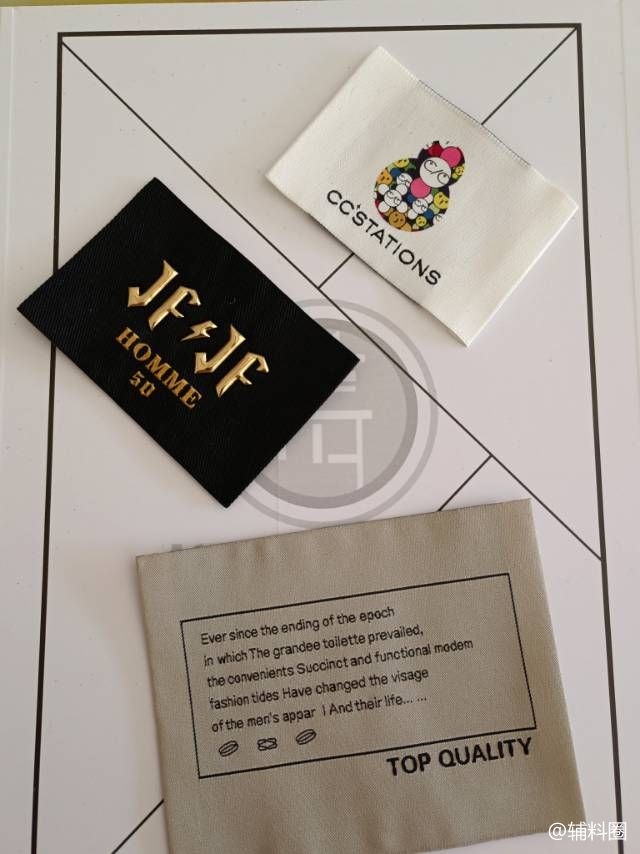 CC+STATIONS
JF JF
HOMME
50
Ever since the ending of the epoch
in which The grandee toilette prevailed,
the convenients Succinct and functional modem
fashion tides Have changed the visage
of the men's appar l And their life... ...
TOP QUALITY
@辅料圈